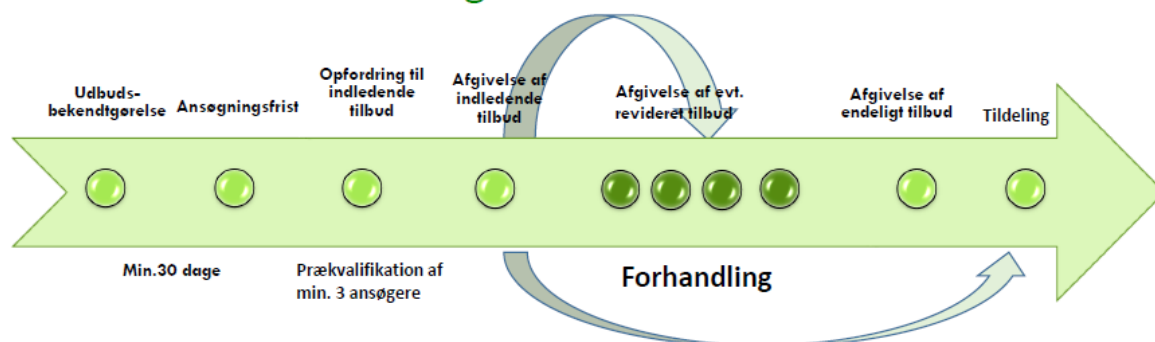 Udbuds-
bekendtgørelse
Ansøgningsfrist
Opfordring til
indledende
tilbud
Afgivelse af
indledende
tilbud
Afgivelse af evt.
revideret tilbud
Afgivelse af
endeligt tilbud
Tildeling
Min.30 dage
Prækvalifikation af
min. 3 ansøgere
Forhandling